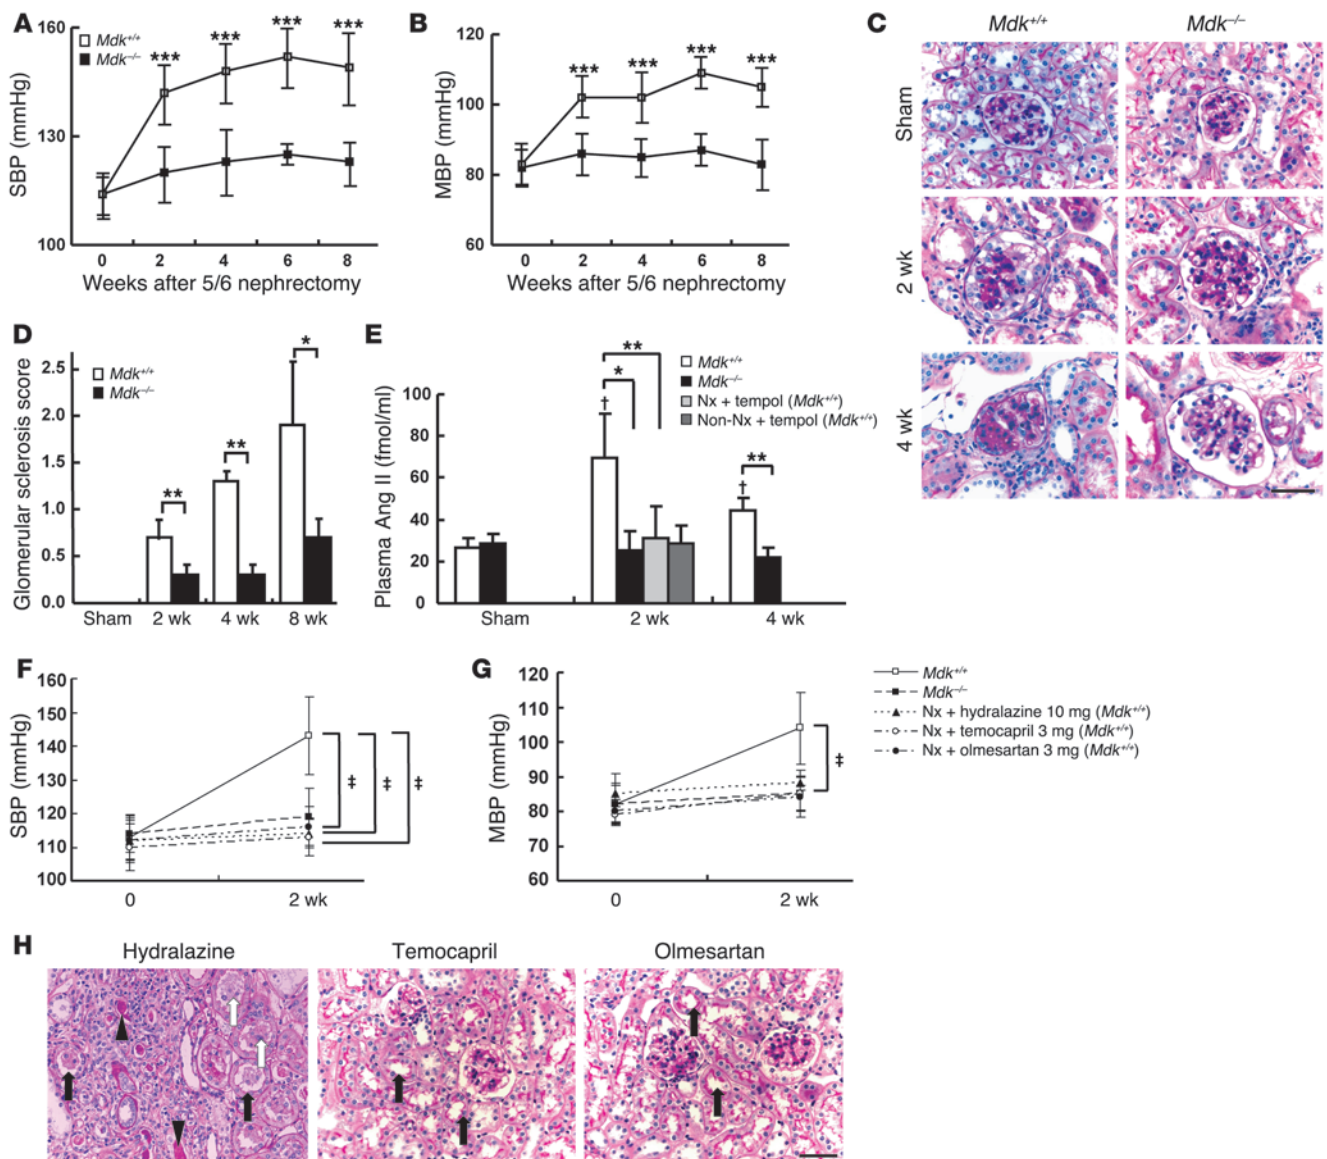 A
SBP (mmHg)
160
130
100
Mdk+/+
Mdk−/−
*** *** *** ***
0 2 4 6 8
Weeks after 5/6 nephrectomy
B
MBP (mmHg)
120
100
80
60
*** *** *** ***
0 2 4 6 8
Weeks after 5/6 nephrectomy
C
Mdk+/+ Mdk−/−
Sham
2 wk
4 wk
D
Glomerular sclerosis score
2.5
2.0
1.5
1.0
0.5
0.0
Mdk+/+
Mdk−/−
** ** *
Sham 2 wk 4 wk 8 wk
E
Plasma Ang II (fmol/ml)
100
80
60
40
20
0
Mdk+/+
Mdk−/−
Nx + tempol (Mdk+/+)
Non-Nx + tempol (Mdk+/+)
**
*
†
**
†
Sham 2 wk 4 wk
F
SBP (mmHg)
160
150
140
130
120
110
100
‡ ‡ ‡
0 2 wk
G
MBP (mmHg)
120
110
100
90
80
70
60
‡
0 2 wk
Mdk+/+
Mdk−/−
Nx + hydralazine 10 mg (Mdk+/+)
Nx + temocapril 3 mg (Mdk+/+)
Nx + olmesartan 3 mg (Mdk+/+)
H
Hydralazine Temocapril Olmesartan